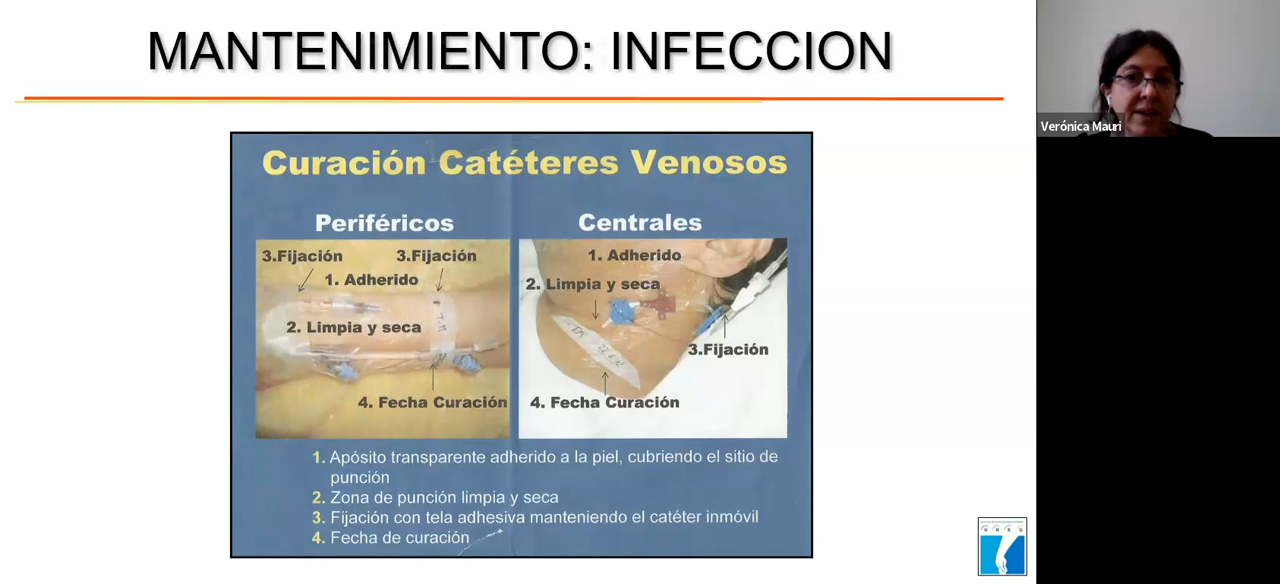 MANTENIMIENTO: INFECCION
Verónica Mauri
Curación Catéteres Venosos
Periféricos
Centrales
3.Fijación
3.Fijación
1. Adherido
2. Limpia y seca
4. Fecha Curación
1. Adherido
2. Limpia y seca
3.Fijación
4. Fecha Curación
1. Apósito transparente adherido a la piel, cubriendo el sitio de
punción
2. Zona de punción limpia y seca
3. Fijación con tela adhesiva manteniendo el catéter inmóvil
4. Fecha de curación